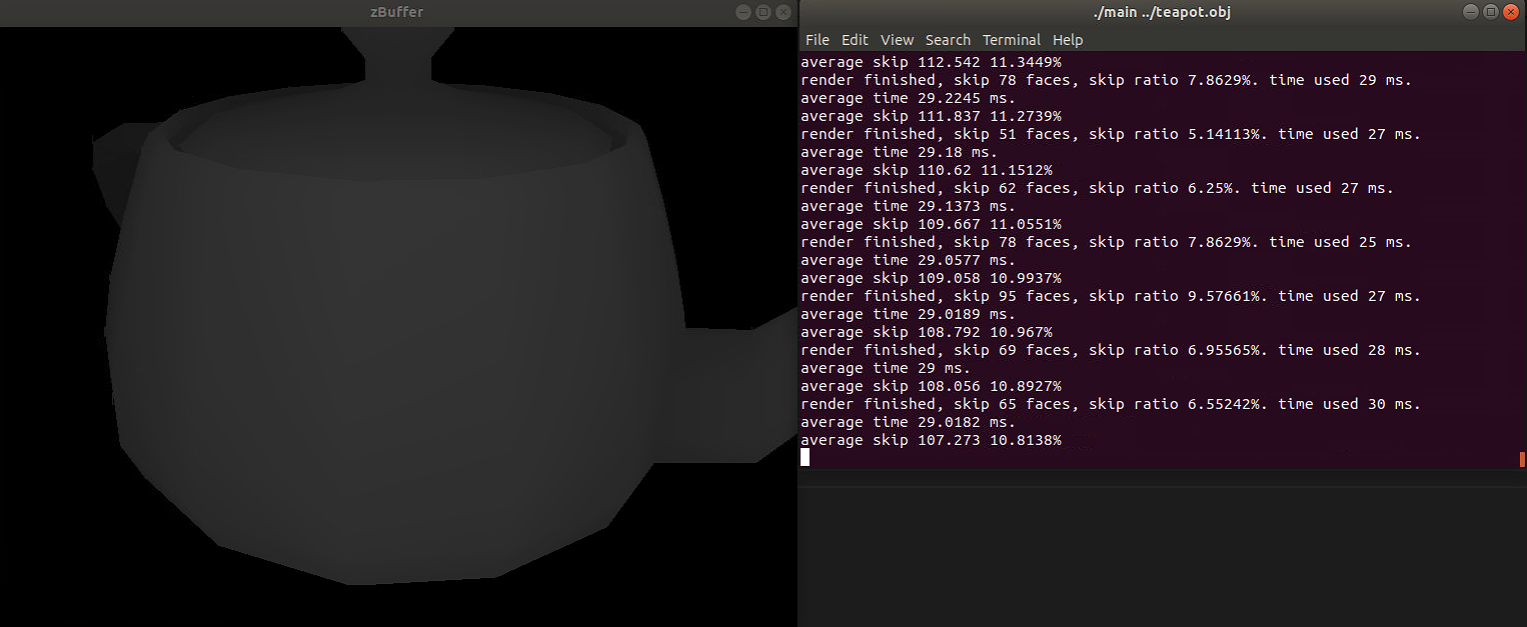 zBuffer
./main ../teapot.obj
File Edit View Search Terminal Help
average skip 112.542 11.3449%
render finished, skip 78 faces, skip ratio 7.8629%. time used 29 ms.
average time 29.2245 ms.
average skip 111.837 11.2739%
render finished, skip 51 faces, skip ratio 5.14113%. time used 27 ms.
average time 29.18 ms.
average skip 110.62 11.1512%
render finished, skip 62 faces, skip ratio 6.25%. time used 27 ms.
average time 29.1373 ms.
average skip 109.667 11.0551%
render finished, skip 78 faces, skip ratio 7.8629%. time used 25 ms.
average time 29.0577 ms.
average skip 109.058 10.9937%
render finished, skip 95 faces, skip ratio 9.57661%. time used 27 ms.
average time 29.0189 ms.
average skip 108.792 10.967%
render finished, skip 69 faces, skip ratio 6.95565%. time used 28 ms.
average time 29 ms.
average skip 108.056 10.8927%
render finished, skip 65 faces, skip ratio 6.55242%. time used 30 ms.
average time 29.0182 ms.
average skip 107.273 10.8138%